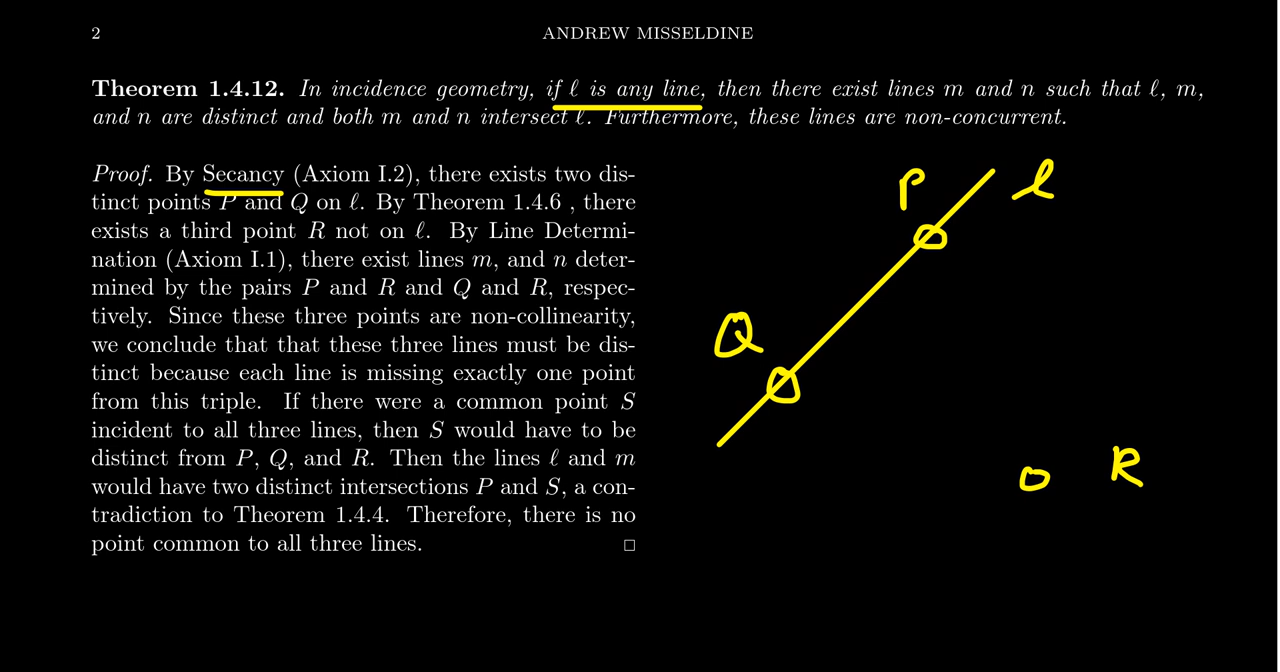 2
ANDREW MISSELDINE
Theorem 1.4.12. In incidence geometry, if ℓ is any line, then there exist lines m and n such that ℓ, m,
and n are distinct and both m and n intersect ℓ. Furthermore, these lines are non-concurrent.
Proof. By Secancy (Axiom I.2), there exists two dis-
tinct points P and Q on ℓ. By Theorem 1.4.6 , there
exists a third point R not on ℓ. By Line Determi-
nation (Axiom I.1), there exist lines m, and n deter-
mined by the pairs P and R and Q and R, respec-
tively. Since these three points are non-collinearity,
we conclude that that these three lines must be dis-
tinct because each line is missing exactly one point
from this triple. If there were a common point S
incident to all three lines, then S would have to be
distinct from P, Q, and R. Then the lines ℓ and m
would have two distinct intersections P and S, a con-
tradiction to Theorem 1.4.4. Therefore, there is no
point common to all three lines. □
P
ℓ
Q
R